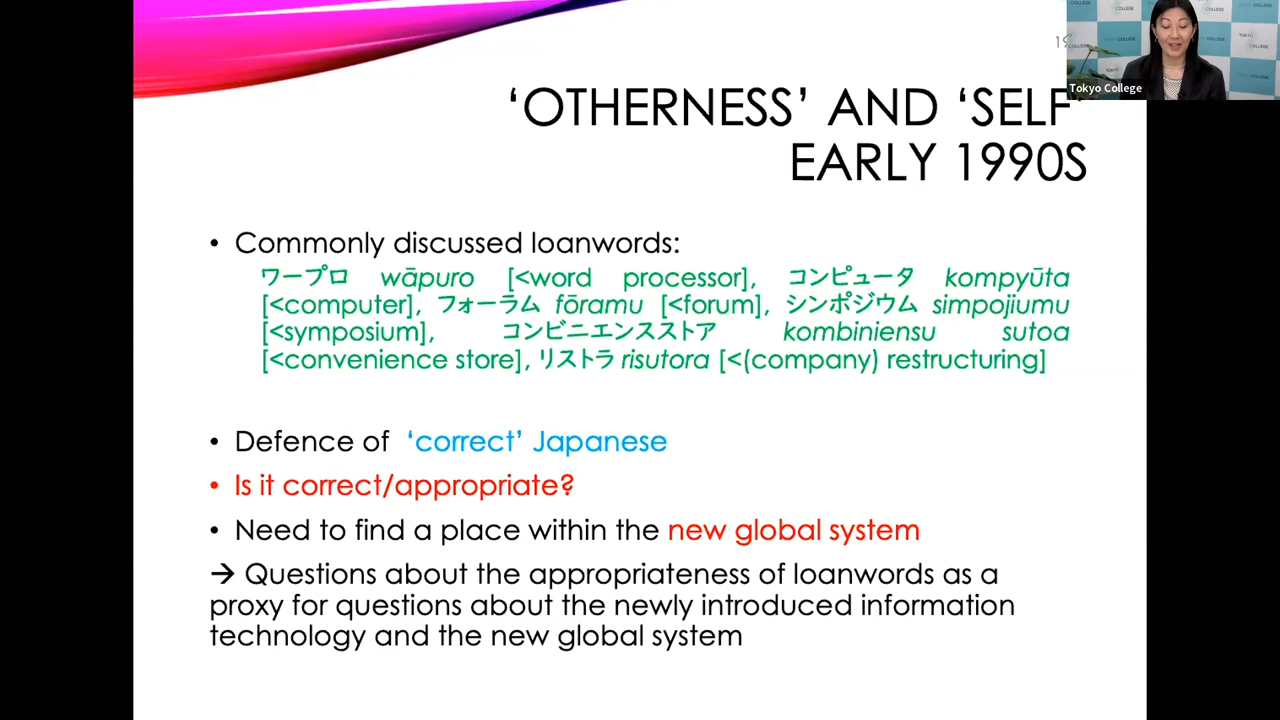 19
Tokyo College
‘OTHERNESS’ AND ‘SELF’
EARLY 1990S
• Commonly discussed loanwords:
ワープロ wāpuro [<word processor], コンピュータ kompyūta
[<computer], フォーラム fōramu [<forum], シンポジウム simpojiumu
[<symposium], コンビニエンスストア kombiniensu sutoa
[<convenience store], リストラ risutora [<(company) restructuring]
• Defence of ‘correct’ Japanese
• Is it correct/appropriate?
• Need to find a place within the new global system
→ Questions about the appropriateness of loanwords as a
proxy for questions about the newly introduced information
technology and the new global system